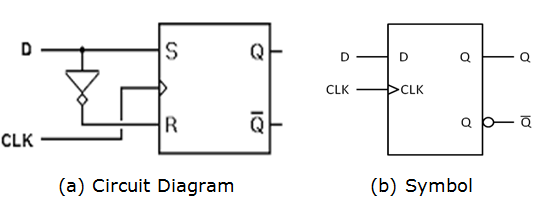 D S Q
CLK R Q̅
(a) Circuit Diagram
D D Q Q
CLK CLK
Q Q̅
(b) Symbol